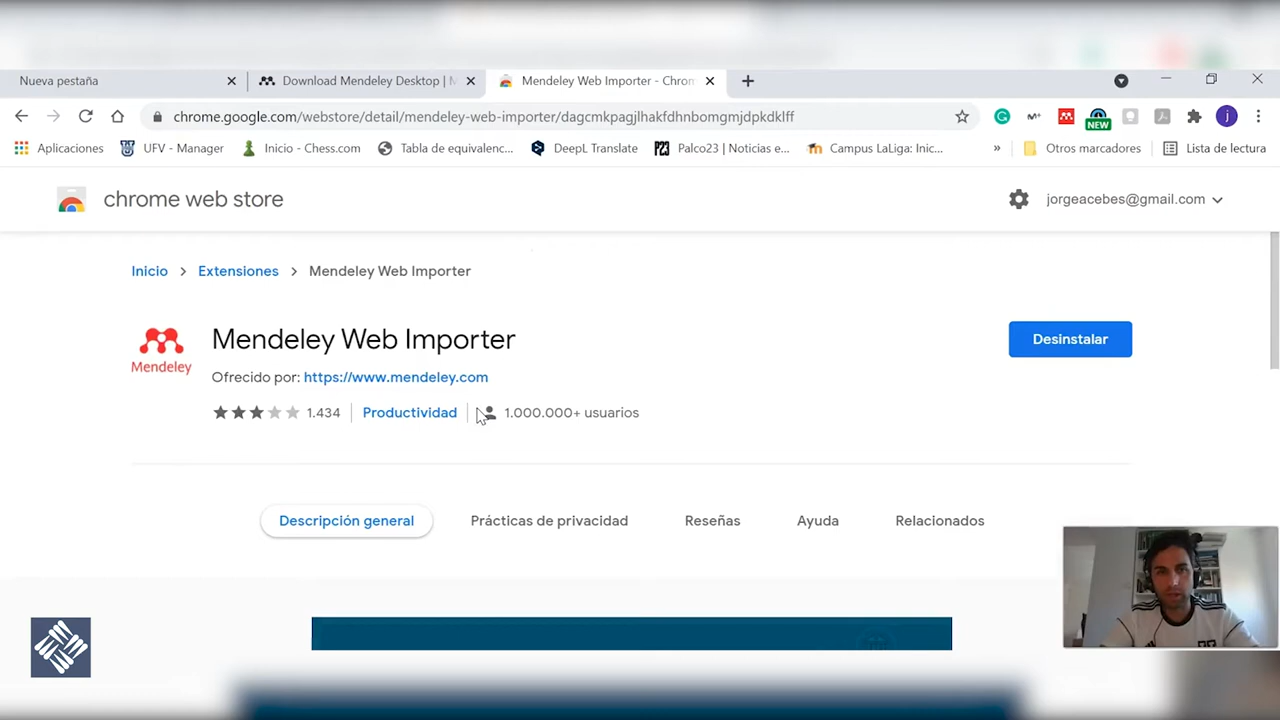 Nueva pestaña
Download Mendeley Desktop | M
Mendeley Web Importer - Chrom
chrome.google.com/webstore/detail/mendeley-web-importer/dagcmkpagjlhakfdhnbomgmjdpkdklff
M+
NEW
j
Aplicaciones
UFV - Manager
Inicio - Chess.com
Tabla de equivalenc...
DeepL Translate
P23
Palco23 | Noticias e...
Campus LaLiga: Inic...
»
Otros marcadores
Lista de lectura
chrome web store
jorgeacebes@gmail.com
Inicio > Extensiones > Mendeley Web Importer
Mendeley
Mendeley Web Importer
Desinstalar
Ofrecido por: https://www.mendeley.com
1.434
Productividad
1.000.000+ usuarios
Descripción general
Prácticas de privacidad
Reseñas
Ayuda
Relacionados